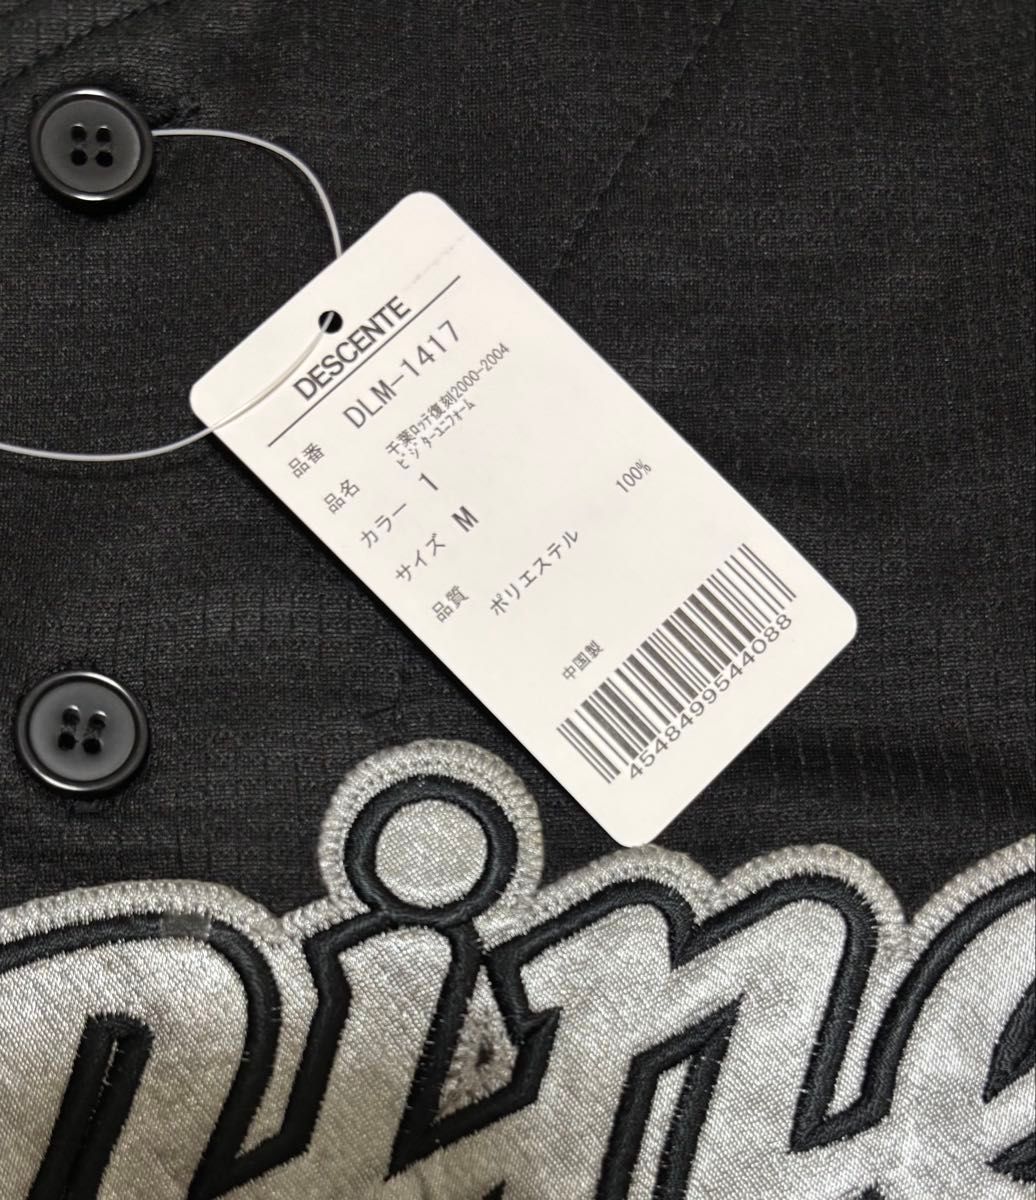 DESCENTE
品番 DLM-1417
品名 千葉ﾛｯﾃ復刻2000-2004
ﾋﾞｼﾞﾀｰﾕﾆﾌｫｰﾑ
カラー 1
サイズ M
品質 ポリエステル 100%
中国製
4548499544088